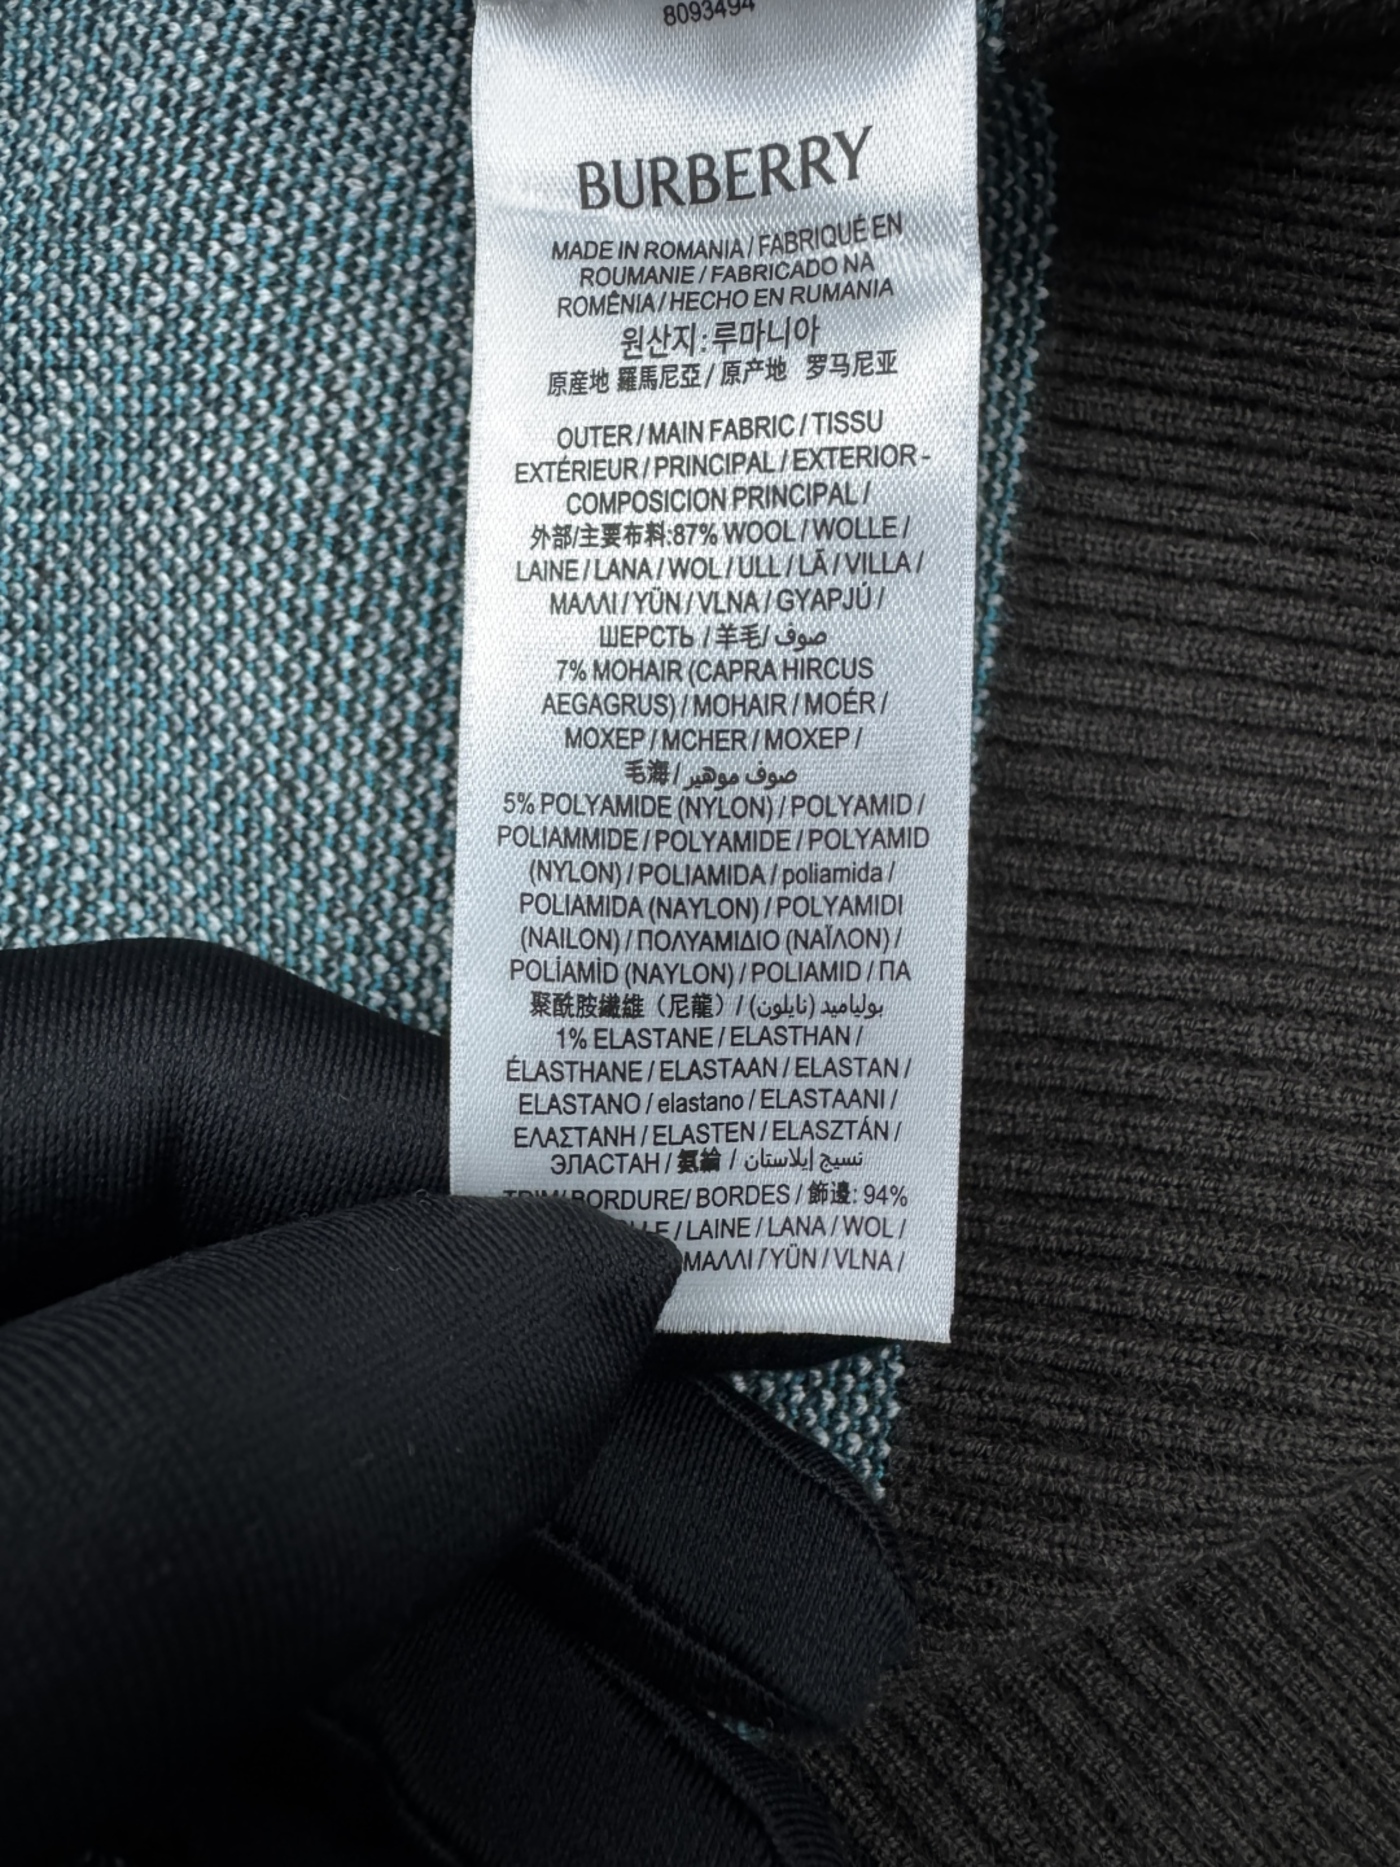 8093494
BURBERRY
MADE IN ROMANIA / FABRIQUÉ EN
ROUMANIE / FABRICADO NA
ROMÊNIA / HECHO EN RUMANIA
원산지:루마니아
原産地 羅馬尼亞 / 原产地 罗马尼亚
OUTER / MAIN FABRIC / TISSU
EXTÉRIEUR / PRINCIPAL / EXTERIOR -
COMPOSICION PRINCIPAL /
外部/主要布料:87% WOOL / WOLLE /
LAINE / LANA / WOL / ULL / LÃ / VILLA /
ΜΑΛΛΙ / YÜN / VLNA / GYAPJÚ /
ШЕРСТЬ / 羊毛/ صوف
7% MOHAIR (CAPRA HIRCUS
AEGAGRUS) / MOHAIR / MOÉR /
ΜΟΧΕΡ / MCHER / MOXEP /
毛海 / صوف موهير
5% POLYAMIDE (NYLON) / POLYAMID /
POLIAMMIDE / POLYAMIDE / POLYAMID
(NYLON) / POLIAMIDA / poliamida /
POLIAMIDA (NAYLON) / POLYAMIDI
(NAILON) / ΠΟΛΥΑΜΙΔΙΟ (ΝΑΪΛΟΝ) /
POLİAMİD (NAYLON) / POLIAMID / ПА
聚酰胺纖維（尼龍）/ بولياميد (نايلون)
1% ELASTANE / ELASTHAN /
ÉLASTHANE / ELASTAAN / ELASTAN /
ELASTANO / elastano / ELASTAANI /
ΕΛΑΣΤΑΝΗ / ELASTEN / ELASZTÁN /
ЭЛАСТАН / 氨綸 / نسيج إيلاستان
TRIM/ BORDURE/ BORDES / 飾邊: 94%
/ LAINE / LANA / WOL /
ΜΑΛΛΙ / YÜN / VLNA /